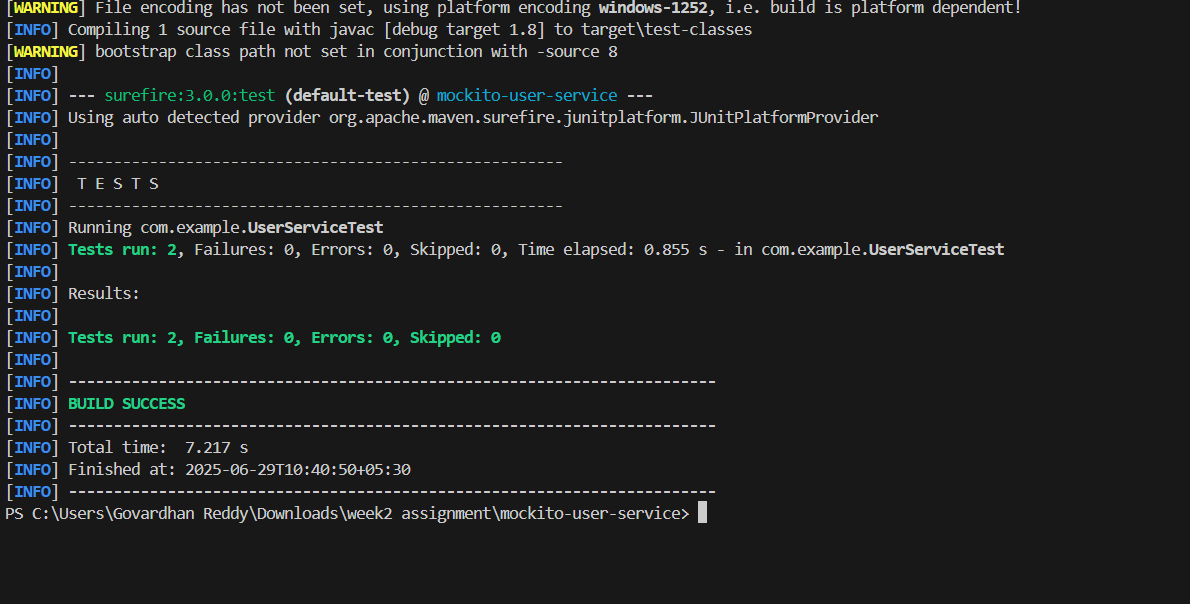 [WARNING] File encoding has not been set, using platform encoding windows-1252, i.e. build is platform dependent!
[INFO] Compiling 1 source file with javac [debug target 1.8] to target\test-classes
[WARNING] bootstrap class path not set in conjunction with -source 8
[INFO]
[INFO] --- surefire:3.0.0:test (default-test) @ mockito-user-service ---
[INFO] Using auto detected provider org.apache.maven.surefire.junitplatform.JUnitPlatformProvider
[INFO]
[INFO] -------------------------------------------------------
[INFO]  T E S T S
[INFO] -------------------------------------------------------
[INFO] Running com.example.UserServiceTest
[INFO] Tests run: 2, Failures: 0, Errors: 0, Skipped: 0, Time elapsed: 0.855 s - in com.example.UserServiceTest
[INFO]
[INFO] Results:
[INFO]
[INFO] Tests run: 2, Failures: 0, Errors: 0, Skipped: 0
[INFO]
[INFO] ------------------------------------------------------------------------
[INFO] BUILD SUCCESS
[INFO] ------------------------------------------------------------------------
[INFO] Total time:  7.217 s
[INFO] Finished at: 2025-06-29T10:40:50+05:30
[INFO] ------------------------------------------------------------------------
PS C:\Users\Govardhan Reddy\Downloads\week2 assignment\mockito-user-service>